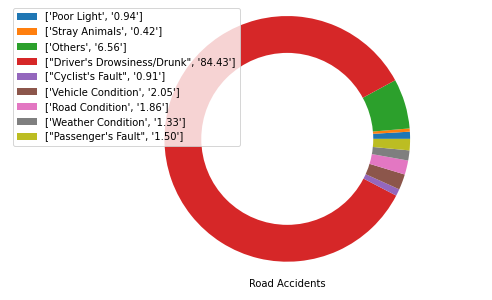 ['Poor Light', '0.94']
['Stray Animals', '0.42']
['Others', '6.56']
["Driver's Drowsiness/Drunk", '84.43']
["Cyclist's Fault", '0.91']
['Vehicle Condition', '2.05']
['Road Condition', '1.86']
['Weather Condition', '1.33']
["Passenger's Fault", '1.50']
Road Accidents